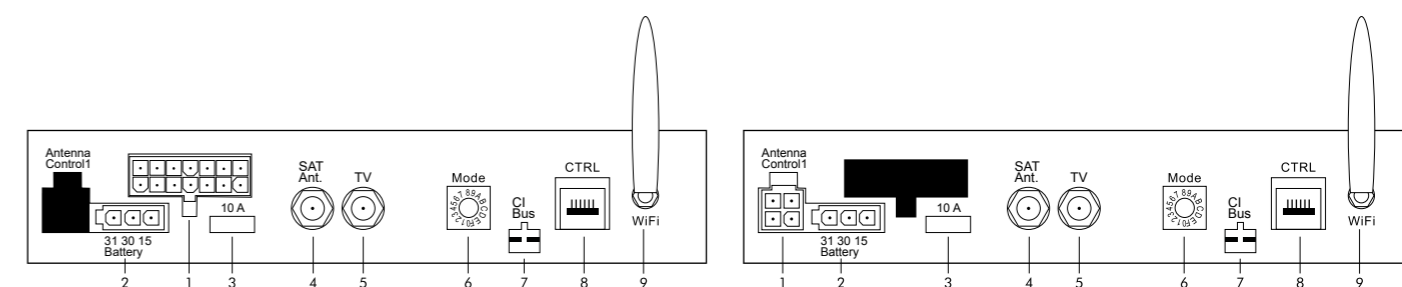 Antenna
Control1
31 30 15
Battery
10 A
SAT
Ant.
TV
Mode
0123456789ABCDEF
CI
Bus
CTRL
WiFi
2 1 3 4 5 6 7 8 9
Antenna
Control1
31 30 15
Battery
10 A
SAT
Ant.
TV
Mode
0123456789ABCDEF
CI
Bus
CTRL
WiFi
1 2 3 4 5 6 7 8 9